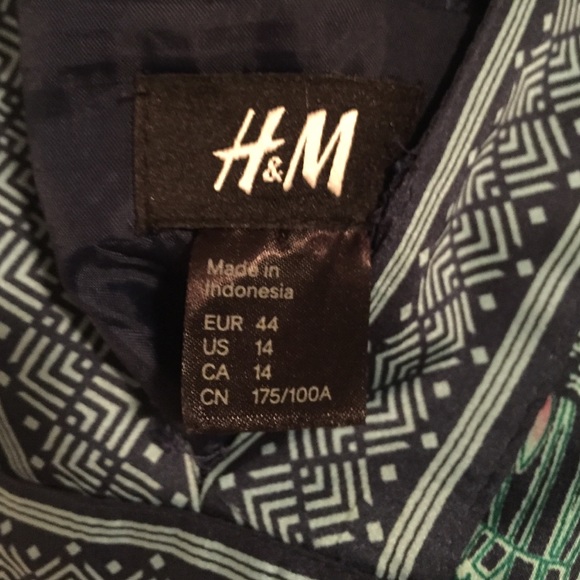 H&M
Made in
Indonesia
EUR 44
US 14
CA 14
CN 175/100A